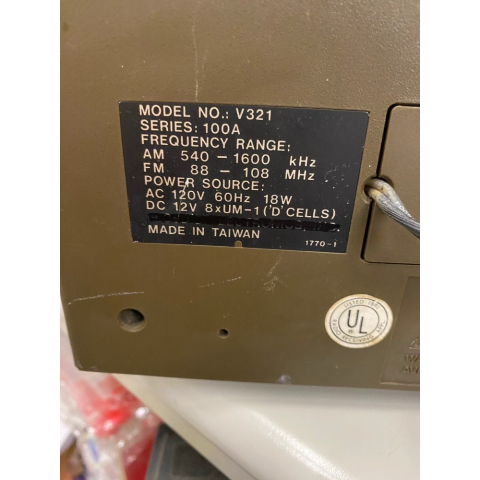 MODEL NO.: V321
SERIES: 100A
FREQUENCY RANGE:
AM 540 - 1600 kHz
FM 88 - 108 MHz
POWER SOURCE:
AC 120V 60Hz 18W
DC 12V 8xUM-1 ('D' CELLS)
MADE IN TAIWAN
1770-1
UL